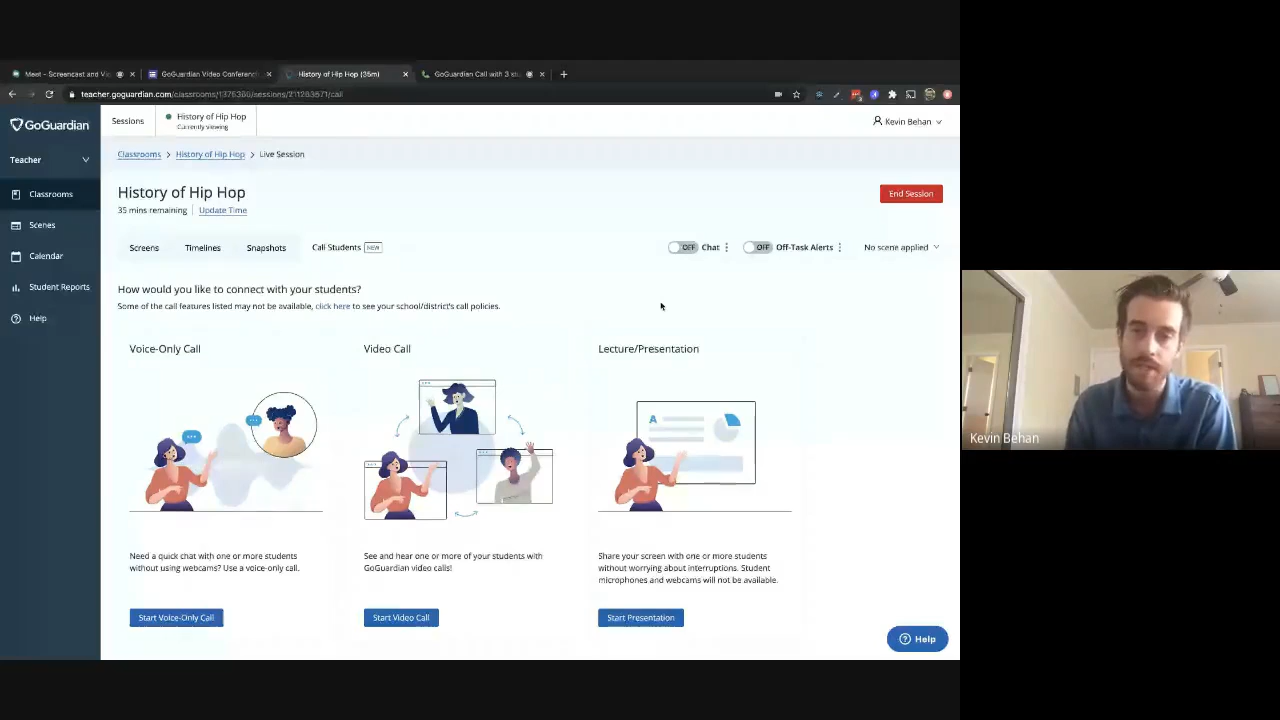 Meet - Screencast and Vi
GoGuardian Video Conferenc
History of Hip Hop (35m)
GoGuardian Call with 3 stu
teacher.goguardian.com/classrooms/1375360/sessions/211283571/call
GoGuardian
Sessions
History of Hip Hop
Currently viewing
Kevin Behan
Teacher
Classrooms > History of Hip Hop > Live Session
Classrooms
History of Hip Hop
End Session
35 mins remaining
Update Time
Scenes
Screens
Timelines
Snapshots
Call Students
NEW
OFF
Chat
OFF
Off-Task Alerts
No scene applied
Calendar
Student Reports
How would you like to connect with your students?
Some of the call features listed may not be available, click here to see your school/district's call policies.
Help
Voice-Only Call
Video Call
Lecture/Presentation
A
Kevin Behan
Need a quick chat with one or more students
without using webcams? Use a voice-only call.
See and hear one or more of your students with
GoGuardian video calls!
Share your screen with one or more students
without worrying about interruptions. Student
microphones and webcams will not be available.
Start Voice-Only Call
Start Video Call
Start Presentation
Help